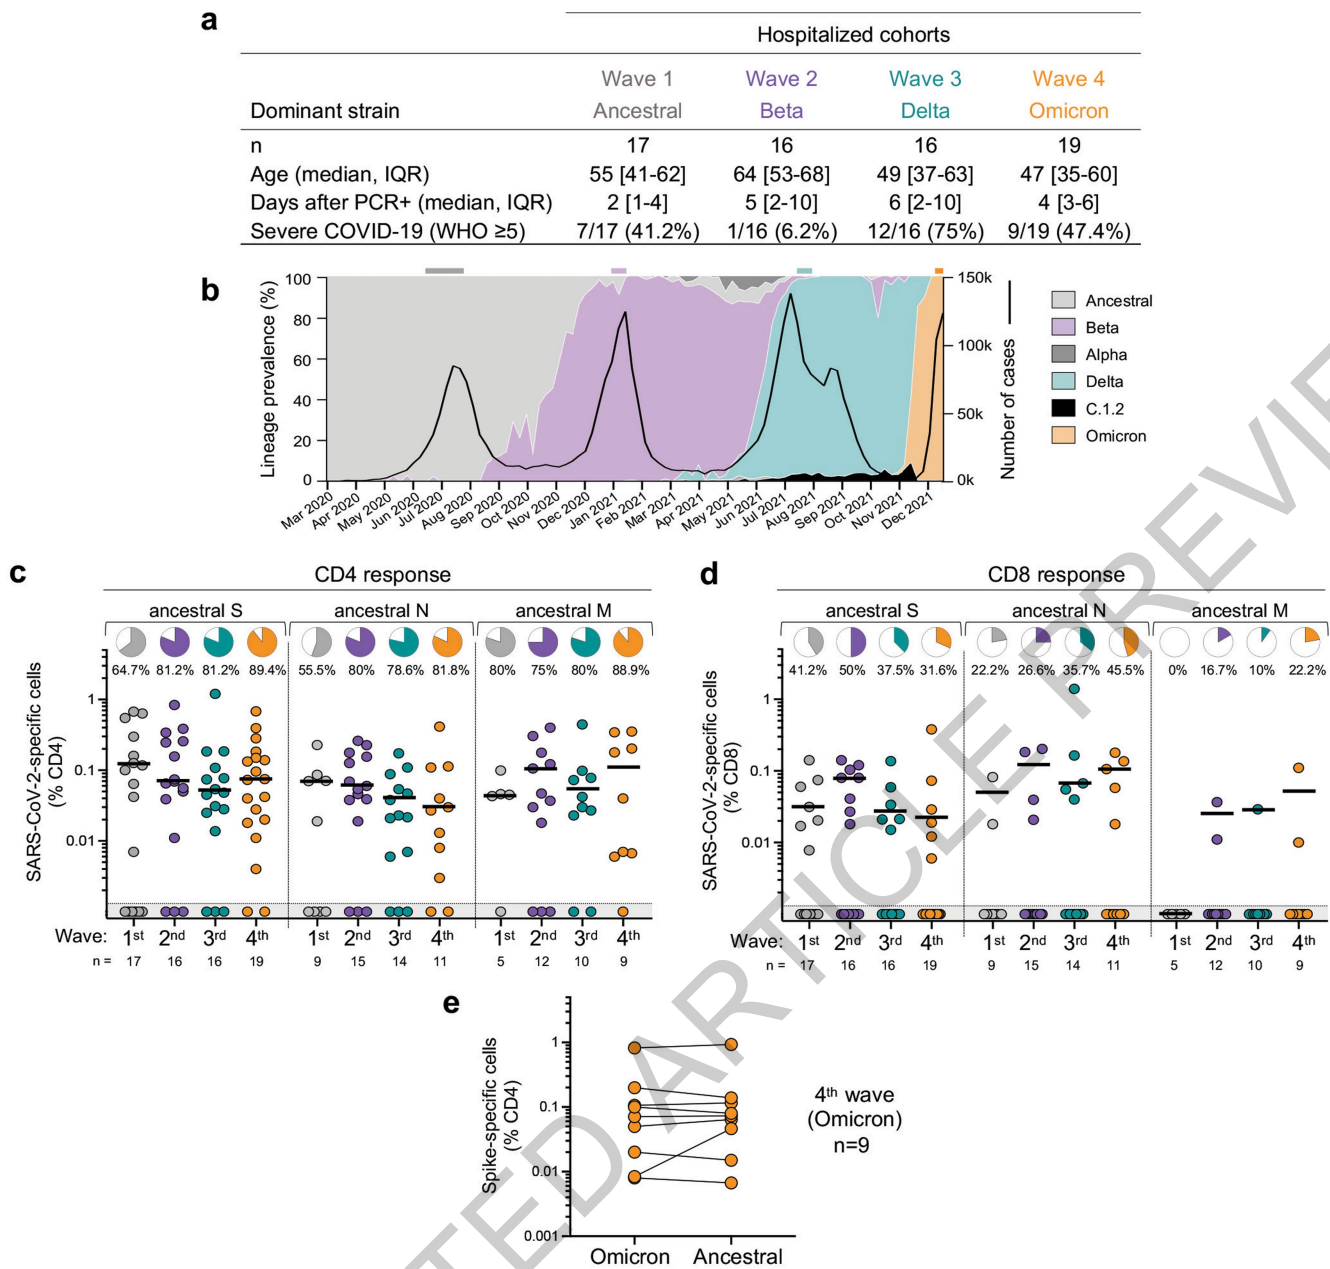 a
Hospitalized cohorts
Wave 1 Wave 2 Wave 3 Wave 4
Dominant strain Ancestral Beta Delta Omicron
n 17 16 16 19
Age (median, IQR) 55 [41-62] 64 [53-68] 49 [37-63] 47 [35-60]
Days after PCR+ (median, IQR) 2 [1-4] 5 [2-10] 6 [2-10] 4 [3-6]
Severe COVID-19 (WHO ≥5) 7/17 (41.2%) 1/16 (6.2%) 12/16 (75%) 9/19 (47.4%)
b
Lineage prevalence (%)
100
80
60
40
20
0
150k
100k
50k
0k
Number of cases
Mar 2020 Apr 2020 May 2020 Jun 2020 Jul 2020 Aug 2020 Sep 2020 Oct 2020 Nov 2020 Dec 2020 Jan 2021 Feb 2021 Mar 2021 Apr 2021 May 2021 Jun 2021 Jul 2021 Aug 2021 Sep 2021 Oct 2021 Nov 2021 Dec 2021
Ancestral
Beta
Alpha
Delta
C.1.2
Omicron
c
CD4 response
ancestral S ancestral N ancestral M
64.7% 81.2% 81.2% 89.4% 55.5% 80% 78.6% 81.8% 80% 75% 80% 88.9%
SARS-CoV-2-specific cells
(% CD4)
1
0.1
0.01
Wave: 1st 2nd 3rd 4th 1st 2nd 3rd 4th 1st 2nd 3rd 4th
n = 17 16 16 19 9 15 14 11 5 12 10 9
d
CD8 response
ancestral S ancestral N ancestral M
41.2% 50% 37.5% 31.6% 22.2% 26.6% 35.7% 45.5% 0% 16.7% 10% 22.2%
SARS-CoV-2-specific cells
(% CD8)
1
0.1
0.01
Wave: 1st 2nd 3rd 4th 1st 2nd 3rd 4th 1st 2nd 3rd 4th
n = 17 16 16 19 9 15 14 11 5 12 10 9
e
Spike-specific cells
(% CD4)
1
0.1
0.01
0.001
Omicron Ancestral
4th wave
(Omicron)
n=9
ARTICLE